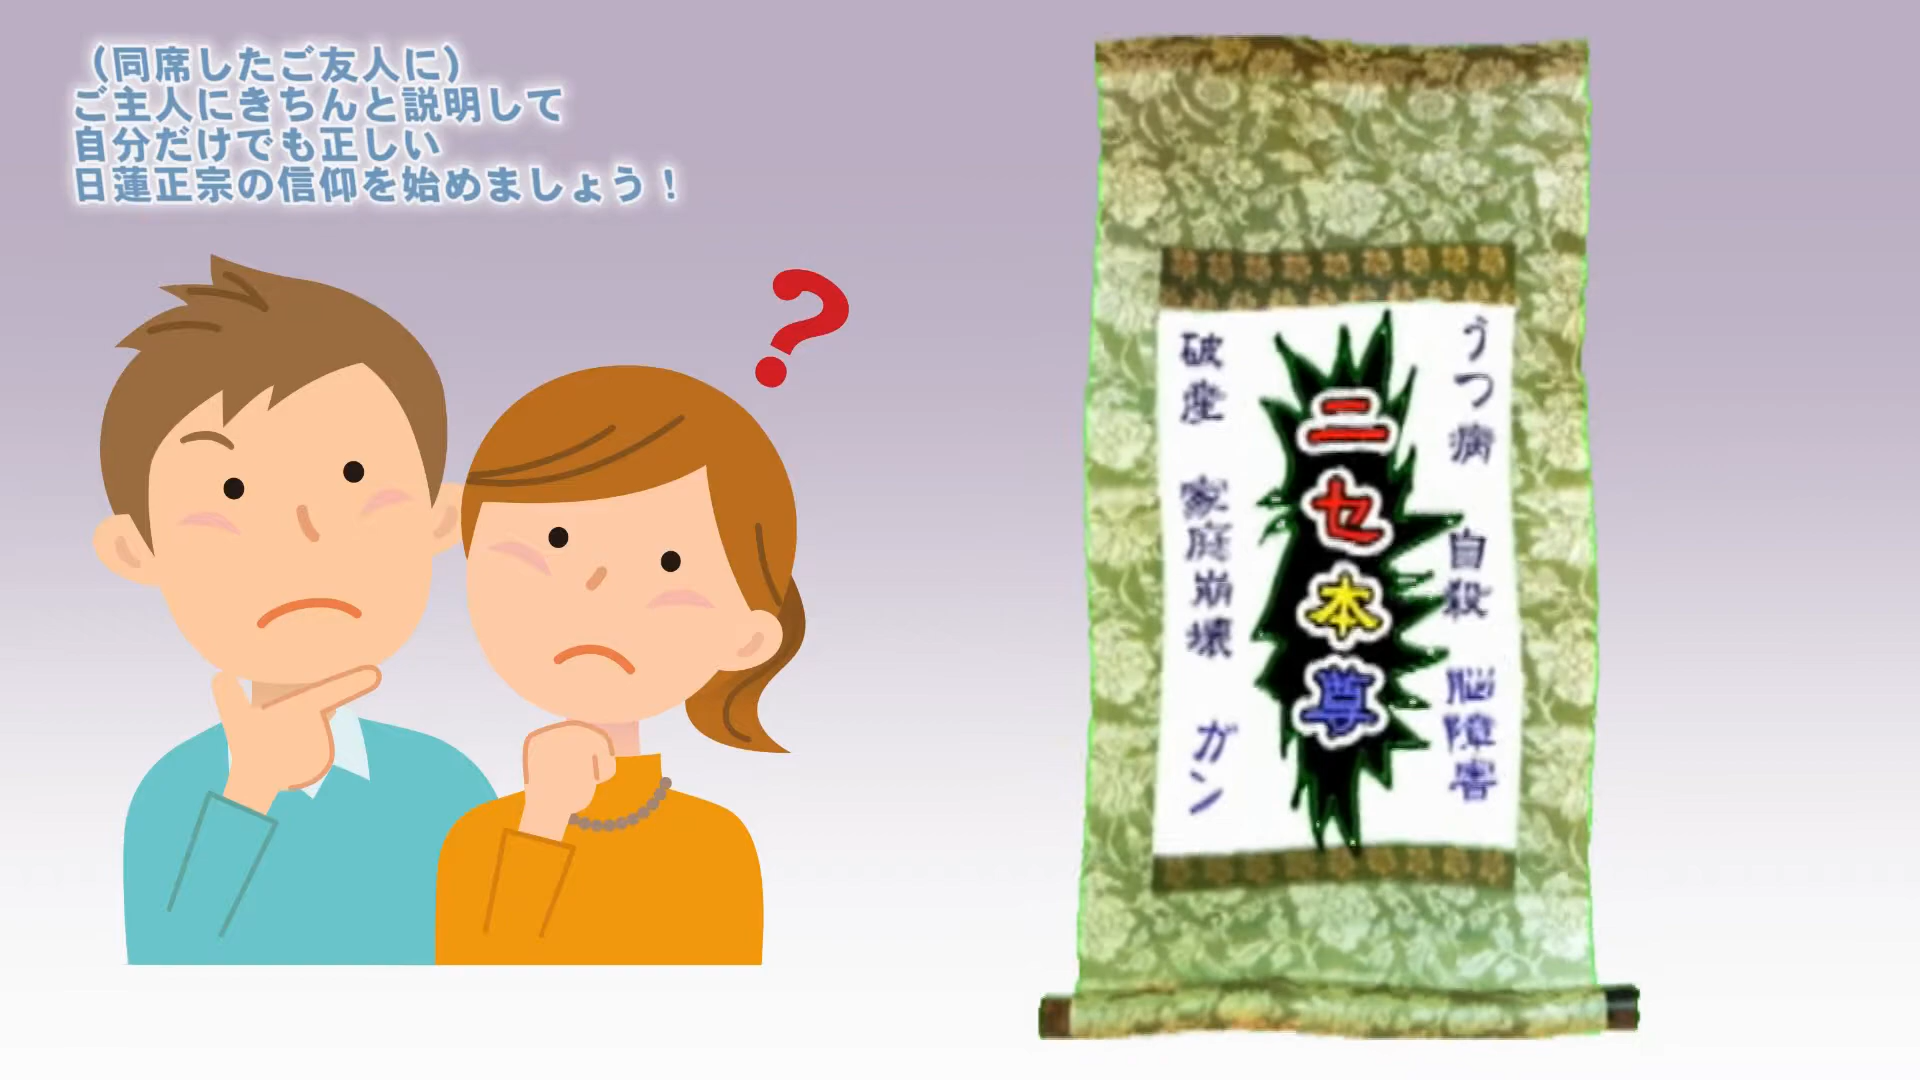 （同席したご友人に）
ご主人にきちんと説明して
自分だけでも正しい
日蓮正宗の信仰を始めましょう！
うつ病　自殺　脳障害
ニセ本尊
破産　家庭崩壊　ガン